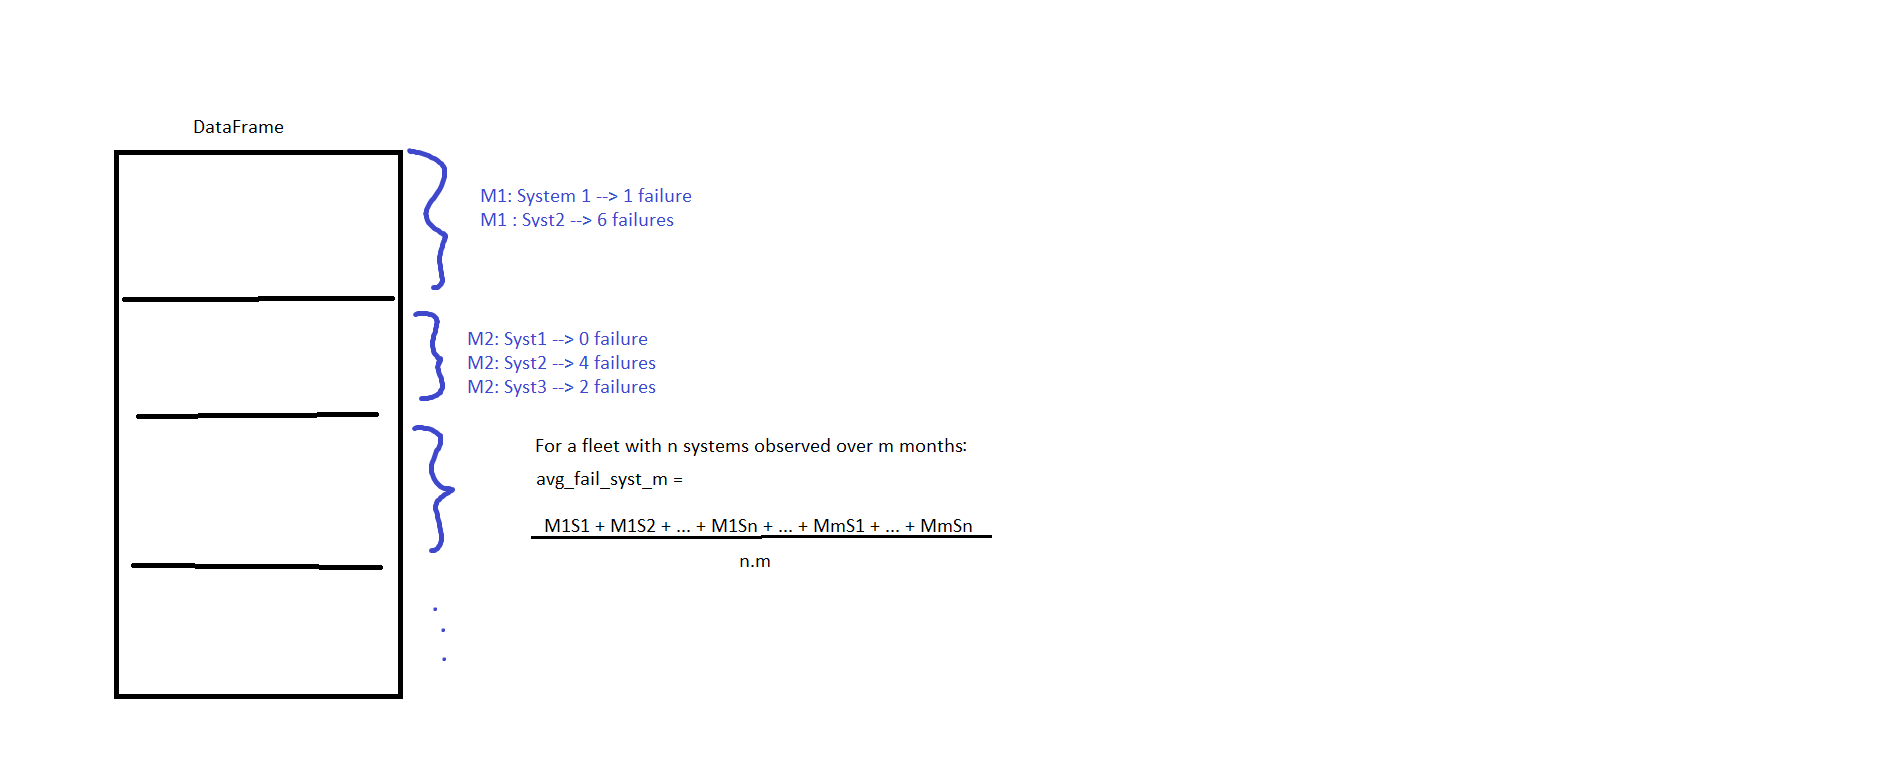 DataFrame
M1: System 1 --> 1 failure
M1 : Syst2 --> 6 failures
M2: Syst1 --> 0 failure
M2: Syst2 --> 4 failures
M2: Syst3 --> 2 failures
For a fleet with n systems observed over m months:
avg_fail_syst_m =
M1S1 + M1S2 + ... + M1Sn + ... + MmS1 + ... + MmSn
n.m